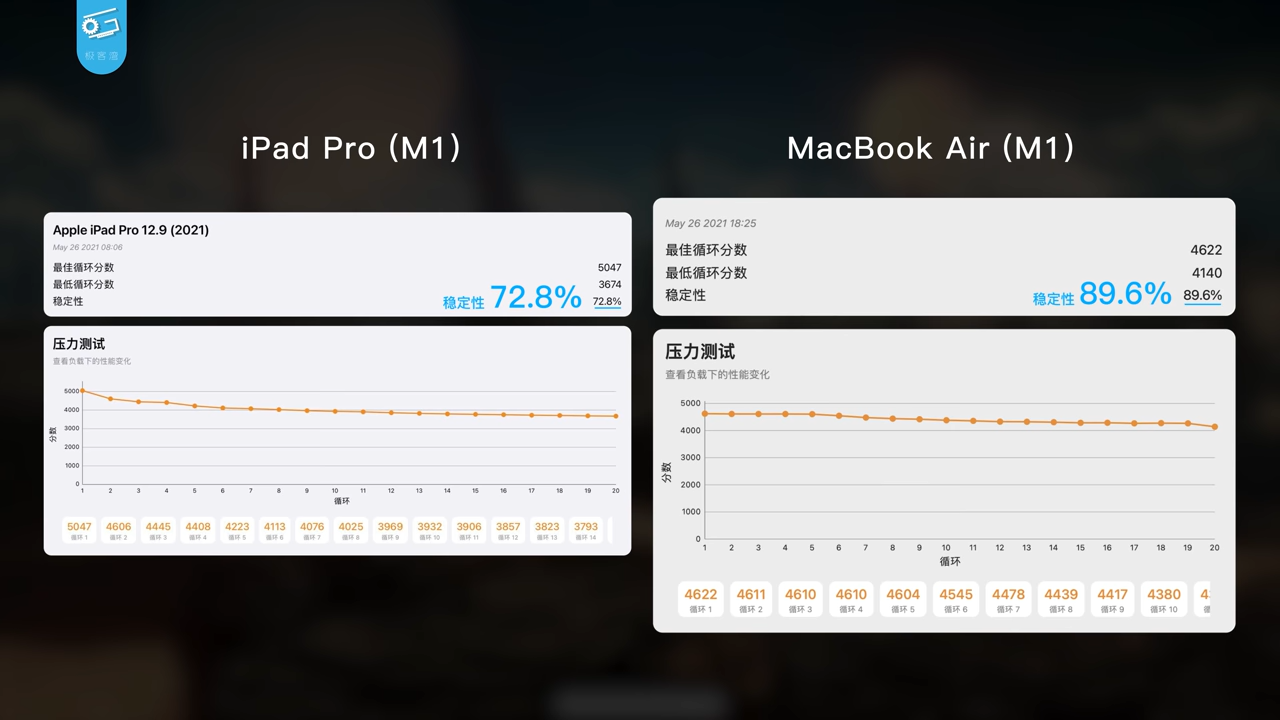 极客湾
iPad Pro (M1)
Apple iPad Pro 12.9 (2021)
May 26 2021 08:06
最佳循环分数 5047
最低循环分数 3674
稳定性 稳定性 72.8% 72.8%
压力测试
查看负载下的性能变化
分数
5000
4000
3000
2000
1000
0
1 2 3 4 5 6 7 8 9 10 11 12 13 14 15 16 17 18 19 20
循环
5047 4606 4445 4408 4223 4113 4076 4025 3969 3932 3906 3857 3823 3793
循环 1 循环 2 循环 3 循环 4 循环 5 循环 6 循环 7 循环 8 循环 9 循环 10 循环 11 循环 12 循环 13 循环 14
MacBook Air (M1)
May 26 2021 18:25
最佳循环分数 4622
最低循环分数 4140
稳定性 稳定性 89.6% 89.6%
压力测试
查看负载下的性能变化
分数
5000
4000
3000
2000
1000
0
1 2 3 4 5 6 7 8 9 10 11 12 13 14 15 16 17 18 19 20
循环
4622 4611 4610 4610 4604 4545 4478 4439 4417 4380
循环 1 循环 2 循环 3 循环 4 循环 5 循环 6 循环 7 循环 8 循环 9 循环 10